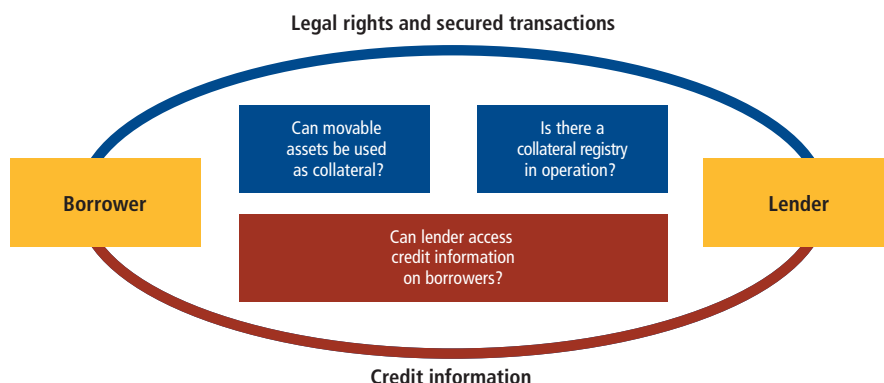 Legal rights and secured transactions
Can movable
assets be used
as collateral?
Is there a
collateral registry
in operation?
Borrower
Lender
Can lender access
credit information
on borrowers?
Credit information